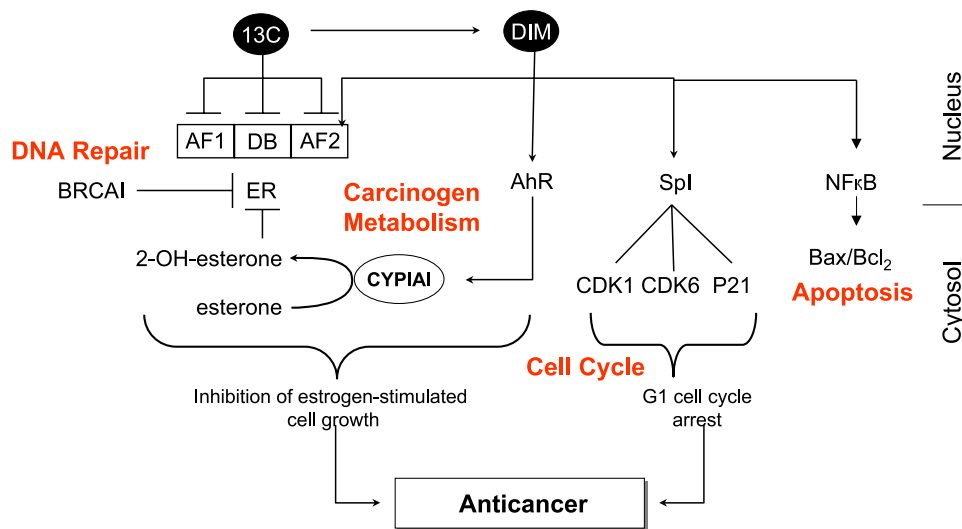 13C
DIM
AF1 DB AF2
DNA Repair
BRCAI
ER
Carcinogen
Metabolism
AhR
SpI
NFκB
Nucleus
2-OH-esterone
CYPIAI
esterone
CDK1 CDK6 P21
Bax/Bcl₂
Apoptosis
Cytosol
Cell Cycle
Inhibition of estrogen-stimulated
cell growth
G1 cell cycle
arrest
Anticancer